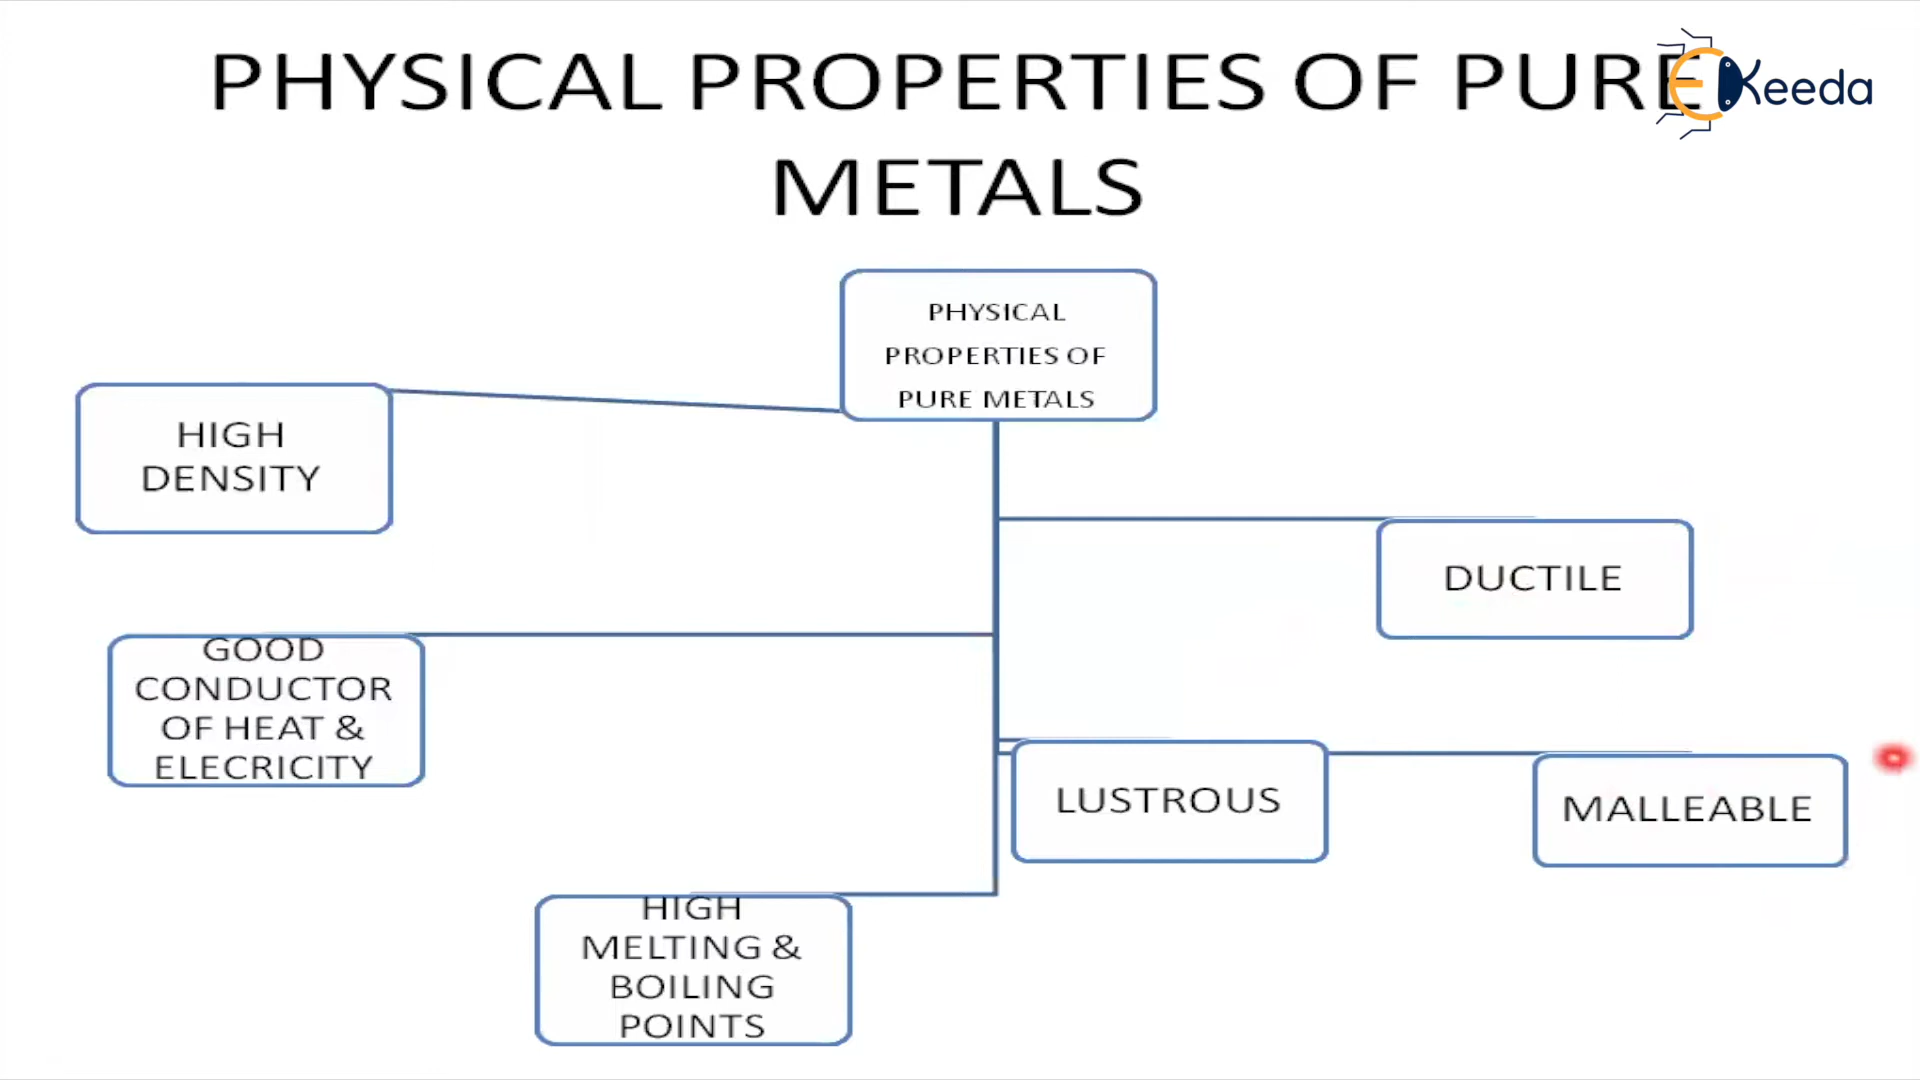 PHYSICAL PROPERTIES OF PURE
METALS
EKeeda
PHYSICAL
PROPERTIES OF
PURE METALS
HIGH
DENSITY
DUCTILE
GOOD
CONDUCTOR
OF HEAT &
ELECRICITY
LUSTROUS
MALLEABLE
HIGH
MELTING &
BOILING
POINTS